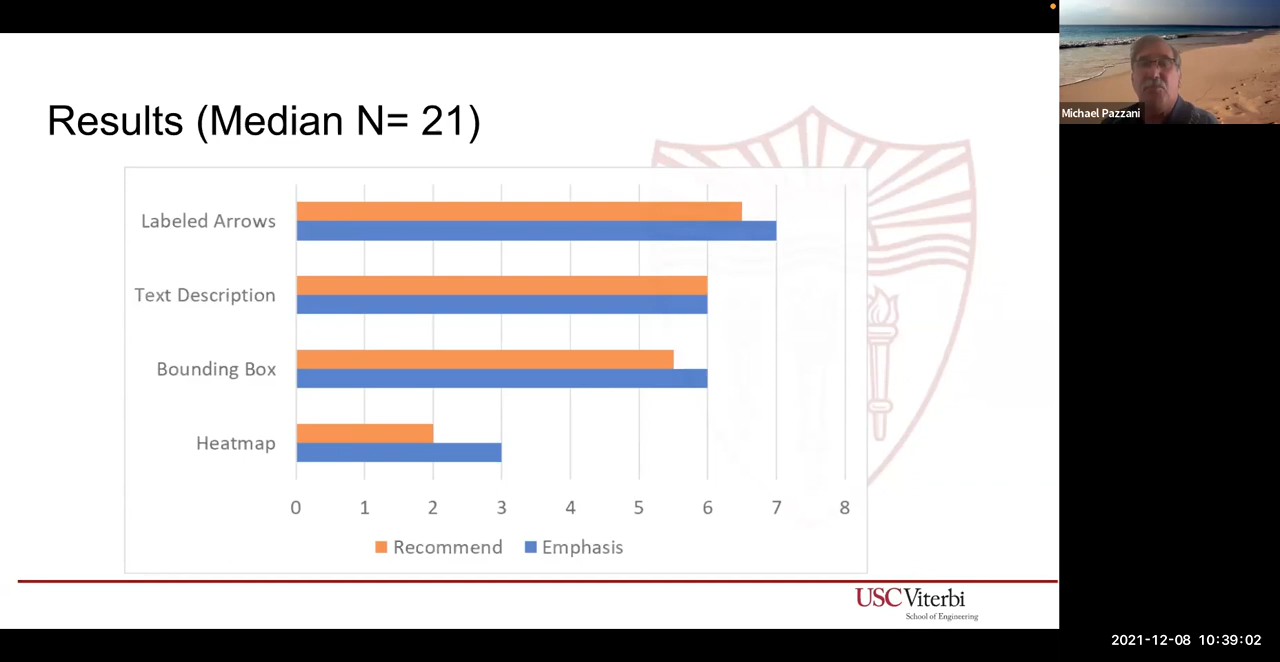 Results (Median N= 21)
Labeled Arrows
Text Description
Bounding Box
Heatmap
0 1 2 3 4 5 6 7 8
Recommend Emphasis
USC Viterbi
School of Engineering
Michael Pazzani
2021-12-08 10:39:02